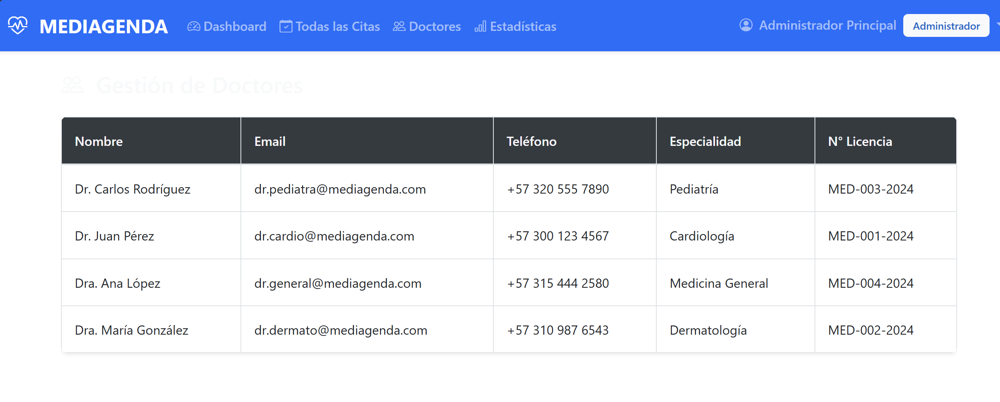 MEDIAGENDA Dashboard Todas las Citas Doctores Estadísticas Administrador Principal Administrador
Gestión de Doctores
Nombre Email Teléfono Especialidad N° Licencia
Dr. Carlos Rodríguez dr.pediatra@mediagenda.com +57 320 555 7890 Pediatría MED-003-2024
Dr. Juan Pérez dr.cardio@mediagenda.com +57 300 123 4567 Cardiología MED-001-2024
Dra. Ana López dr.general@mediagenda.com +57 315 444 2580 Medicina General MED-004-2024
Dra. María González dr.dermato@mediagenda.com +57 310 987 6543 Dermatología MED-002-2024